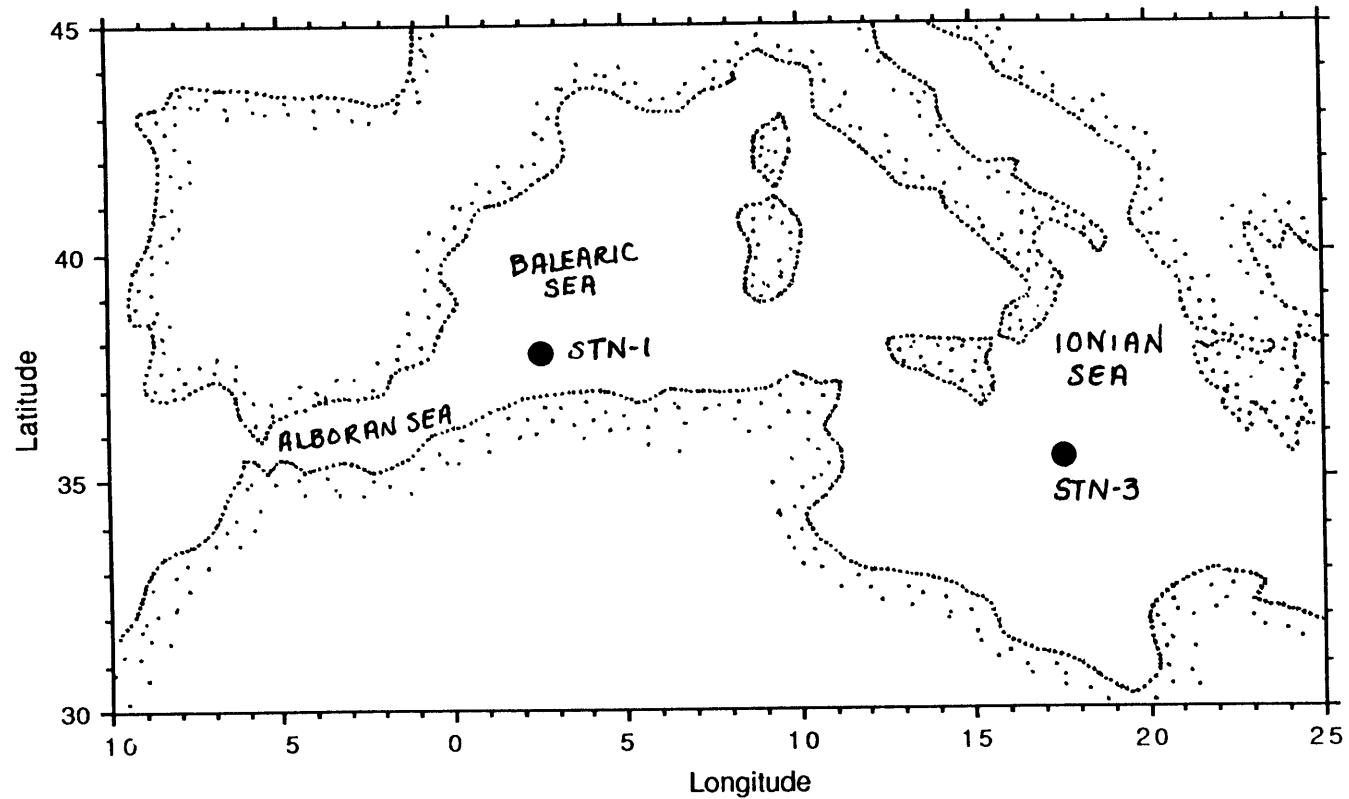 45
40
35
30
Latitude
BALEARIC
SEA
STN-1
ALBORAN SEA
IONIAN
SEA
STN-3
10 5 0 5 10 15 20 25
Longitude